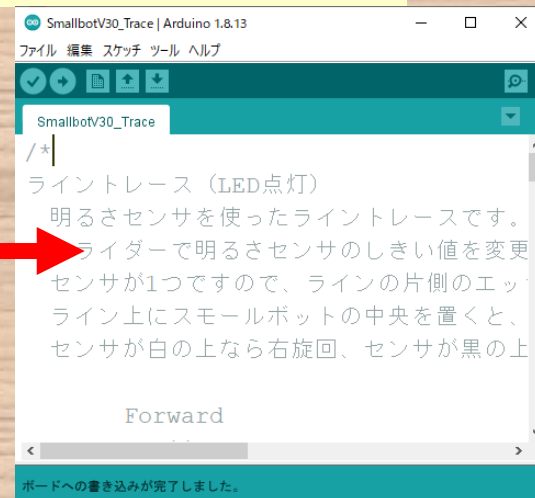 SmallbotV30_Trace | Arduino 1.8.13
ファイル 編集 スケッチ ツール ヘルプ
SmallbotV30_Trace
/*
ライントレース（LED点灯）
明るさセンサを使ったライントレースです。
ライダーで明るさセンサのしきい値を変更
センサが1つですので、ラインの片側のエッ
ライン上にスモールボットの中央を置くと、
センサが白の上なら右旋回、センサが黒の上
Forward
ボードへの書き込みが完了しました。